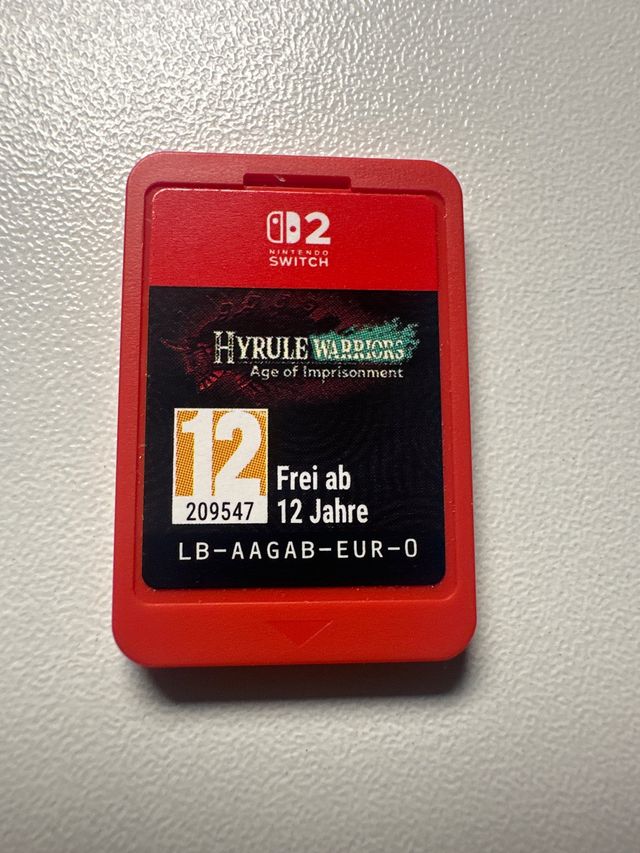 2
NINTENDO
SWITCH
HYRULE WARRIORS
Age of Imprisonment
12
209547
Frei ab
12 Jahre
LB-AAGAB-EUR-0